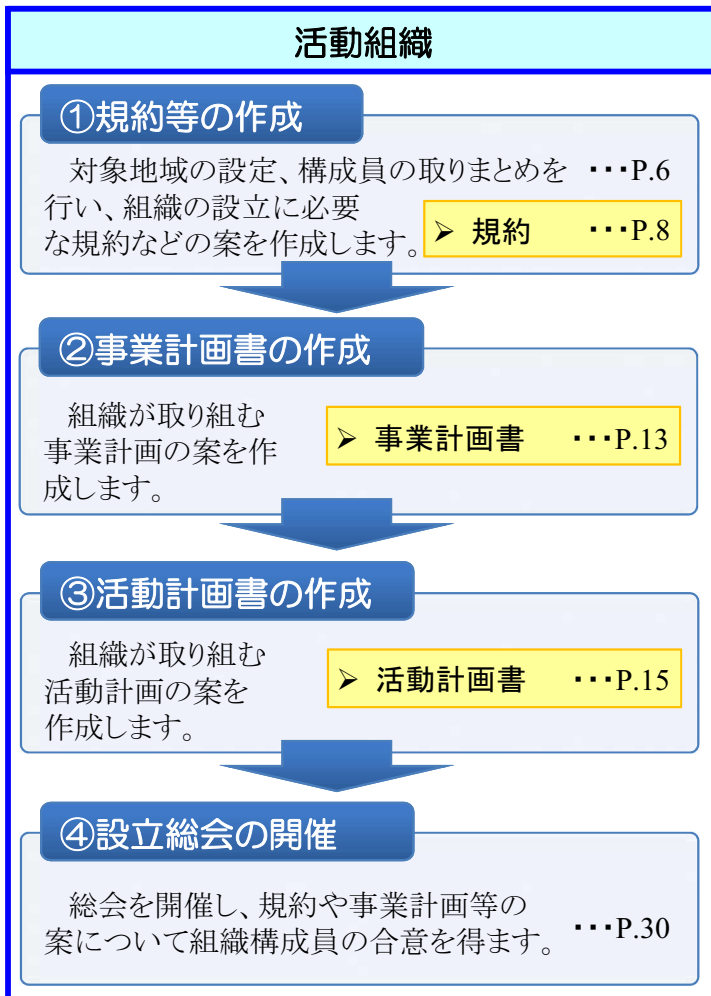 活動組織
①規約等の作成
対象地域の設定、構成員の取りまとめを ・・・P.6
行い、組織の設立に必要
な規約などの案を作成します。
➢ 規約 ・・・P.8
②事業計画書の作成
組織が取り組む
事業計画の案を作
成します。
➢ 事業計画書 ・・・P.13
③活動計画書の作成
組織が取り組む
活動計画の案を
作成します。
➢ 活動計画書 ・・・P.15
④設立総会の開催
総会を開催し、規約や事業計画等の
案について組織構成員の合意を得ます。 ・・・P.30